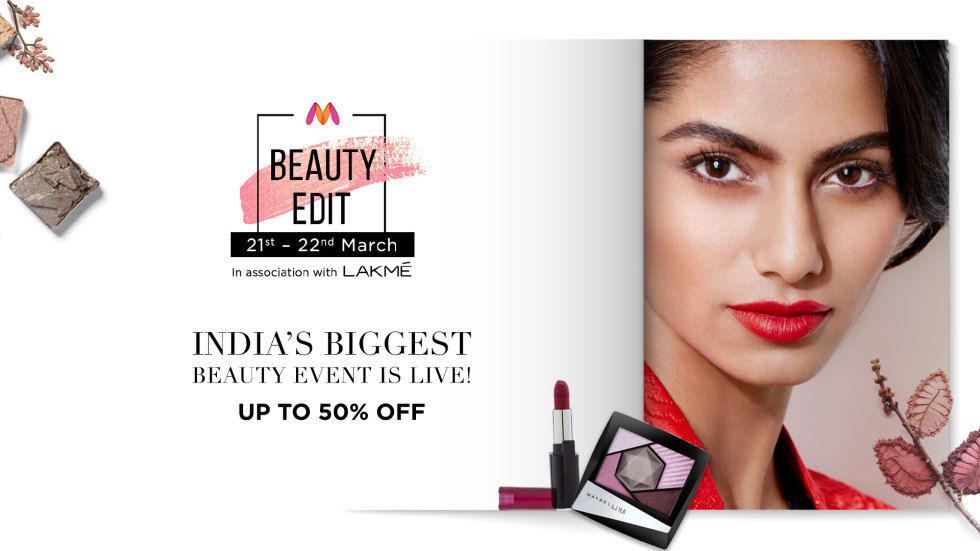 BEAUTY
EDIT
21st – 22nd March
In association with LAKMÉ
INDIA'S BIGGEST
BEAUTY EVENT IS LIVE!
UP TO 50% OFF
MAYBELLINE